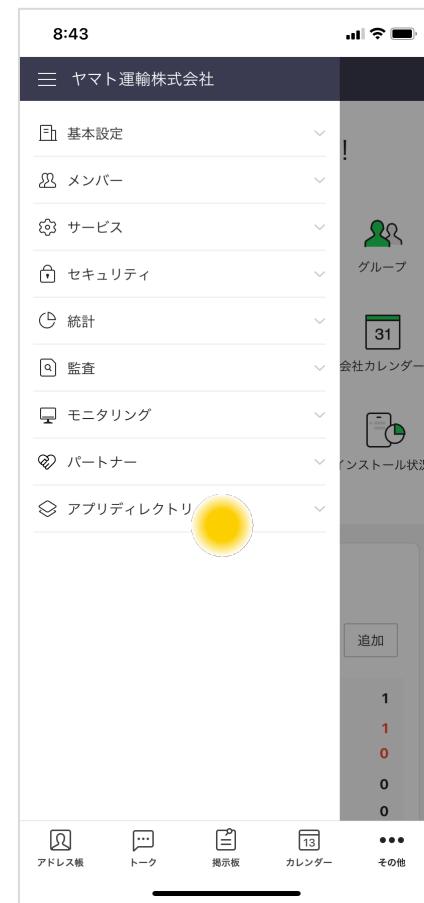 8:43
ヤマト運輸株式会社
基本設定
!
メンバー
サービス
グループ
セキュリティ
統計
31
監査
会社カレンダー
モニタリング
パートナー
インストール状況
アプリディレクトリ
追加
1
1
0
0
0
13
アドレス帳
トーク
掲示板
カレンダー
その他